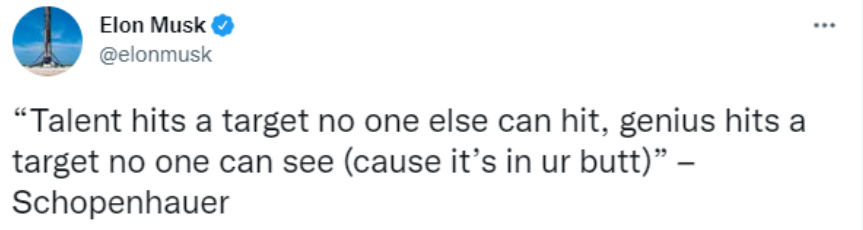 Elon Musk
@elonmusk
“Talent hits a target no one else can hit, genius hits a
target no one can see (cause it’s in ur butt)” –
Schopenhauer